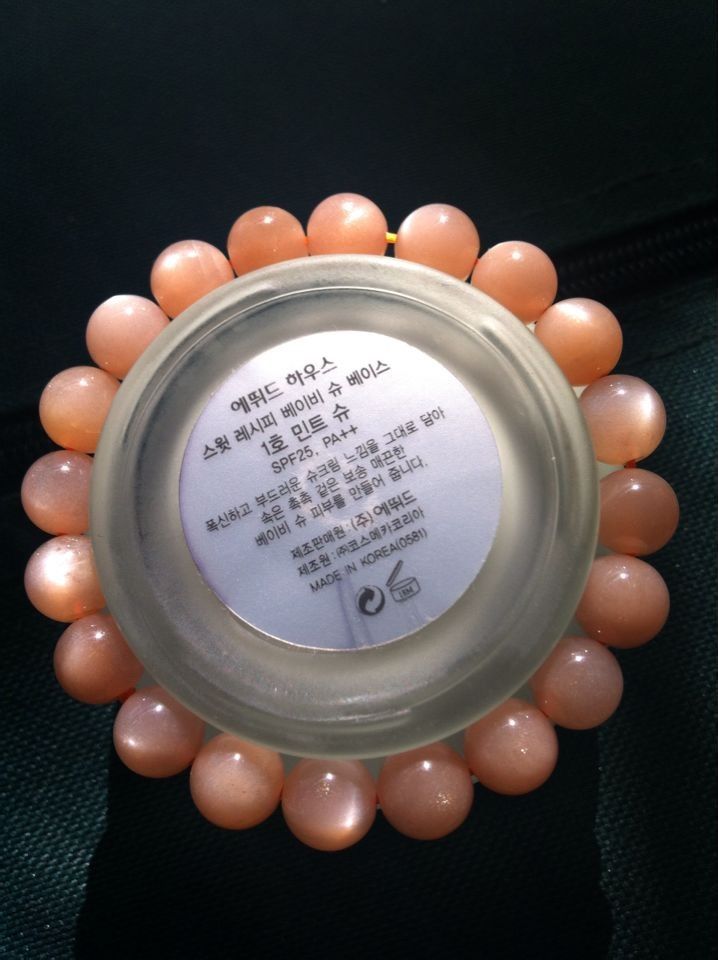 에뛰드 하우스
스윗 레시피 베이비 슈 베이스
1호 민트 슈
SPF25, PA++
폭신하고 부드러운 슈크림 느낌을 그대로 담아
속은 촉촉 겉은 보송 매끈한
베이비 슈 피부를 만들어 줍니다.
제조판매원 : (주)에뛰드
제조원 : ㈜코스메카코리아
MADE IN KOREA(0581)
18M